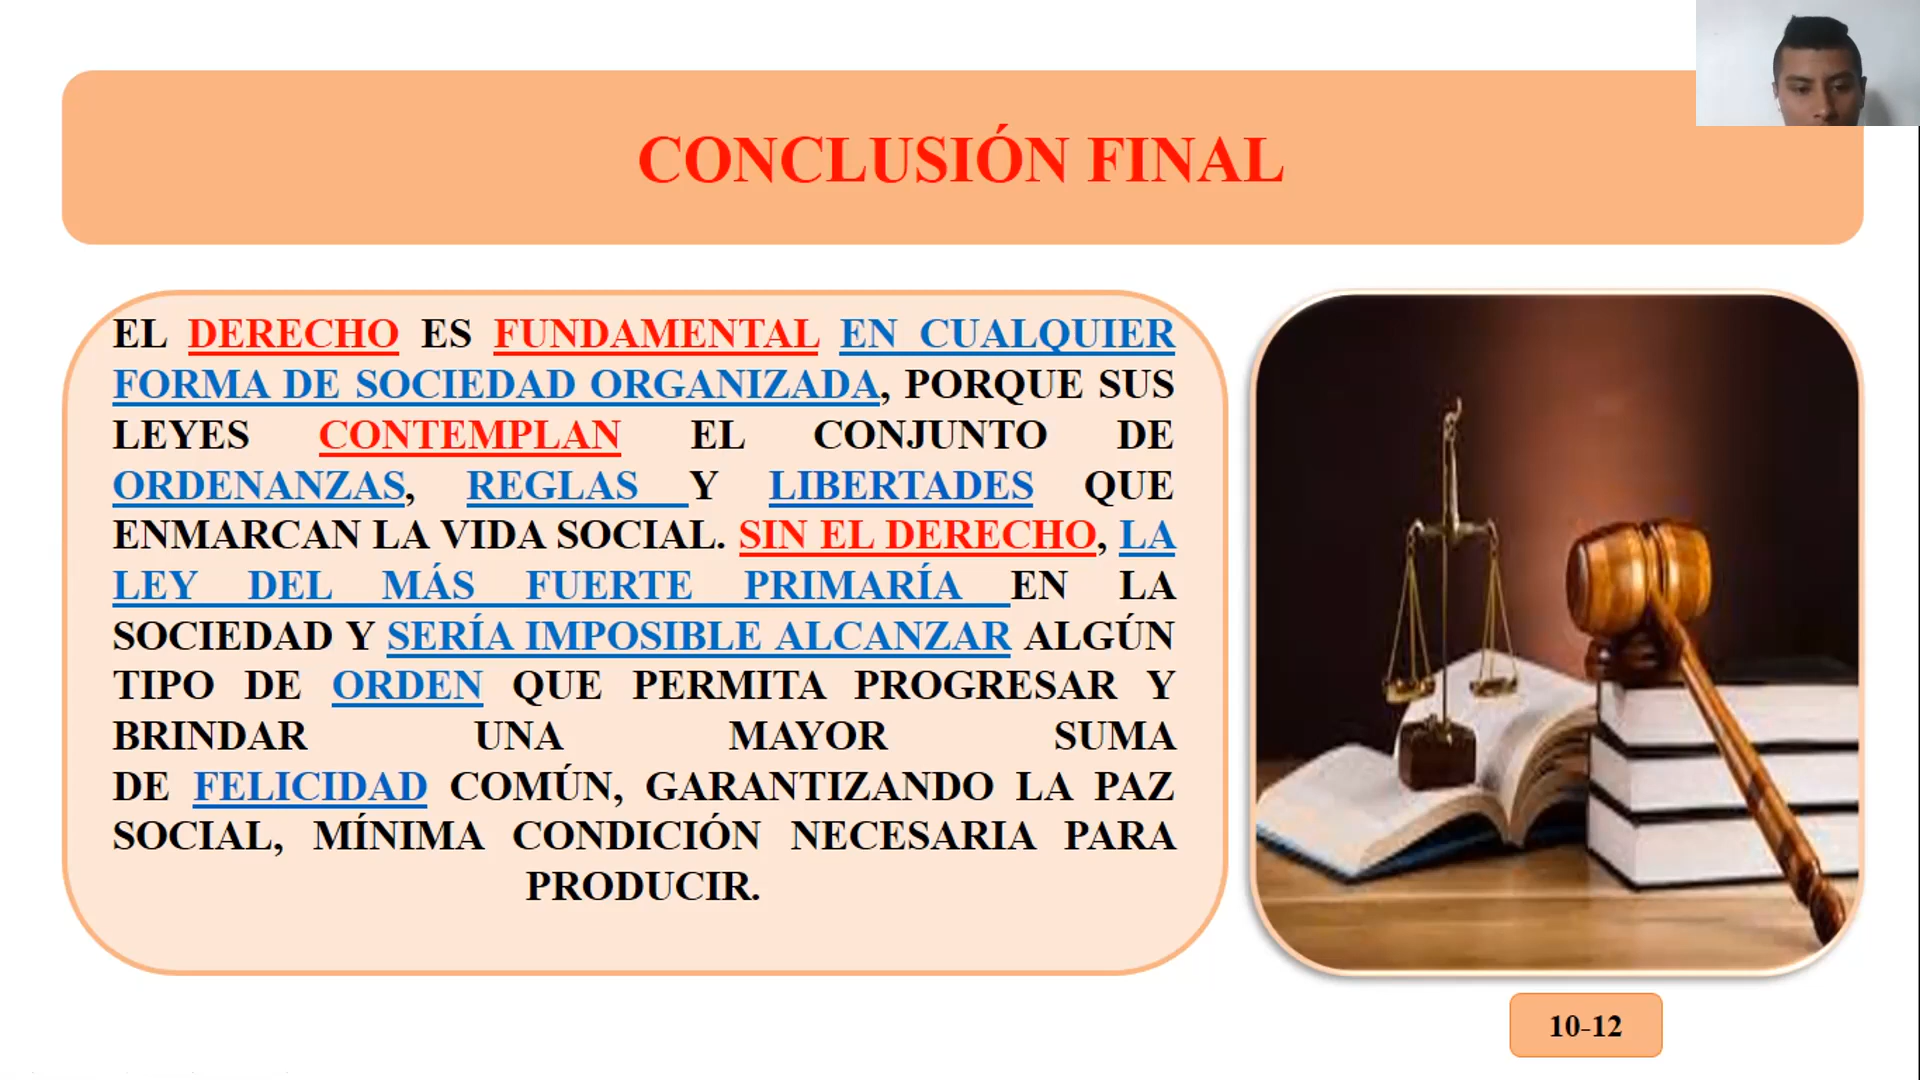 CONCLUSIÓN FINAL
EL DERECHO ES FUNDAMENTAL EN CUALQUIER
FORMA DE SOCIEDAD ORGANIZADA, PORQUE SUS
LEYES CONTEMPLAN EL CONJUNTO DE
ORDENANZAS, REGLAS Y LIBERTADES QUE
ENMARCAN LA VIDA SOCIAL. SIN EL DERECHO, LA
LEY DEL MÁS FUERTE PRIMARÍA EN LA
SOCIEDAD Y SERÍA IMPOSIBLE ALCANZAR ALGÚN
TIPO DE ORDEN QUE PERMITA PROGRESAR Y
BRINDAR UNA MAYOR SUMA
DE FELICIDAD COMÚN, GARANTIZANDO LA PAZ
SOCIAL, MÍNIMA CONDICIÓN NECESARIA PARA
PRODUCIR.
10-12